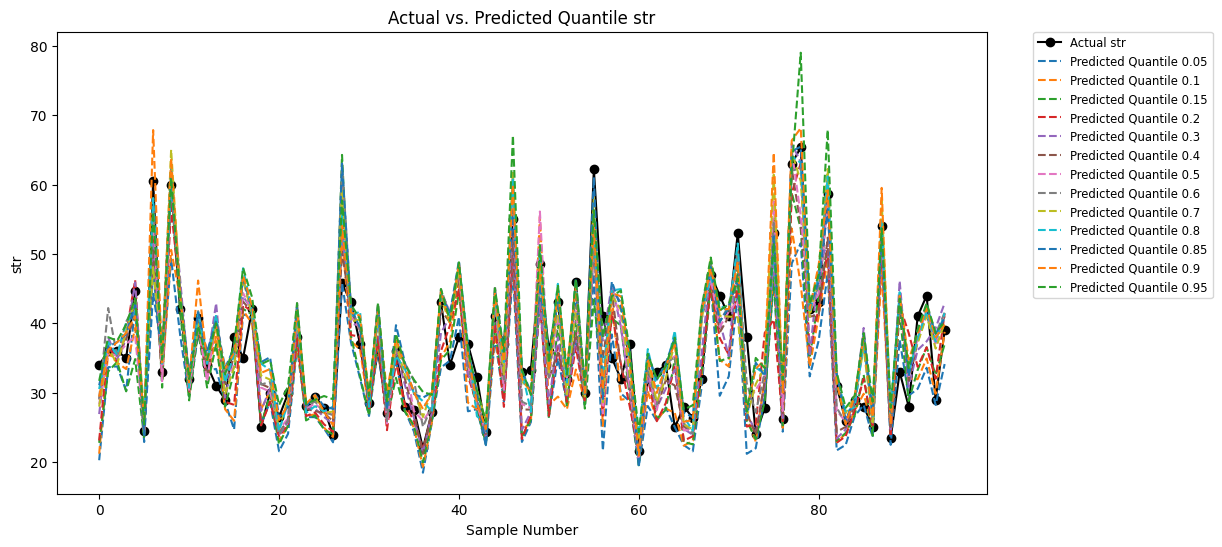 Actual vs. Predicted Quantile str
80
70
60
50
40
30
20
str
0
20
40
60
80
Sample Number
Actual str
Predicted Quantile 0.05
Predicted Quantile 0.1
Predicted Quantile 0.15
Predicted Quantile 0.2
Predicted Quantile 0.3
Predicted Quantile 0.4
Predicted Quantile 0.5
Predicted Quantile 0.6
Predicted Quantile 0.7
Predicted Quantile 0.8
Predicted Quantile 0.85
Predicted Quantile 0.9
Predicted Quantile 0.95